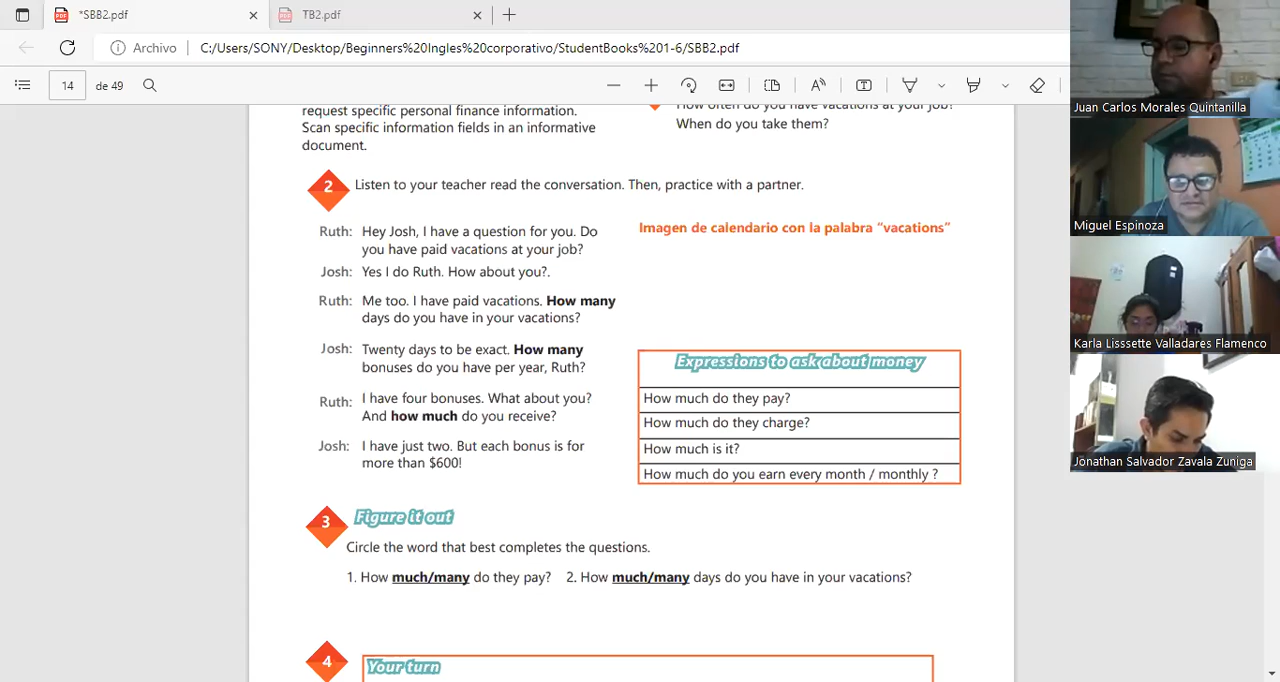 *SBB2.pdf
TB2.pdf
Archivo
C:/Users/SONY/Desktop/Beginners%20Ingles%20corporativo/StudentBooks%201-6/SBB2.pdf
14
de 49
request specific personal finance information.
Scan specific information fields in an informative
document.
How often do you have vacations at your job?
When do you take them?
2
Listen to your teacher read the conversation. Then, practice with a partner.
Ruth: Hey Josh, I have a question for you. Do
you have paid vacations at your job?
Josh: Yes I do Ruth. How about you?.
Ruth: Me too. I have paid vacations. How many
days do you have in your vacations?
Josh: Twenty days to be exact. How many
bonuses do you have per year, Ruth?
Ruth: I have four bonuses. What about you?
And how much do you receive?
Josh: I have just two. But each bonus is for
more than $600!
Imagen de calendario con la palabra “vacations”
Expressions to ask about money
How much do they pay?
How much do they charge?
How much is it?
How much do you earn every month / monthly ?
3
Figure it out
Circle the word that best completes the questions.
1. How much/many do they pay? 2. How much/many days do you have in your vacations?
4
Your turn
Juan Carlos Morales Quintanilla
Miguel Espinoza
Karla Lisssette Valladares Flamenco
Jonathan Salvador Zavala Zuniga